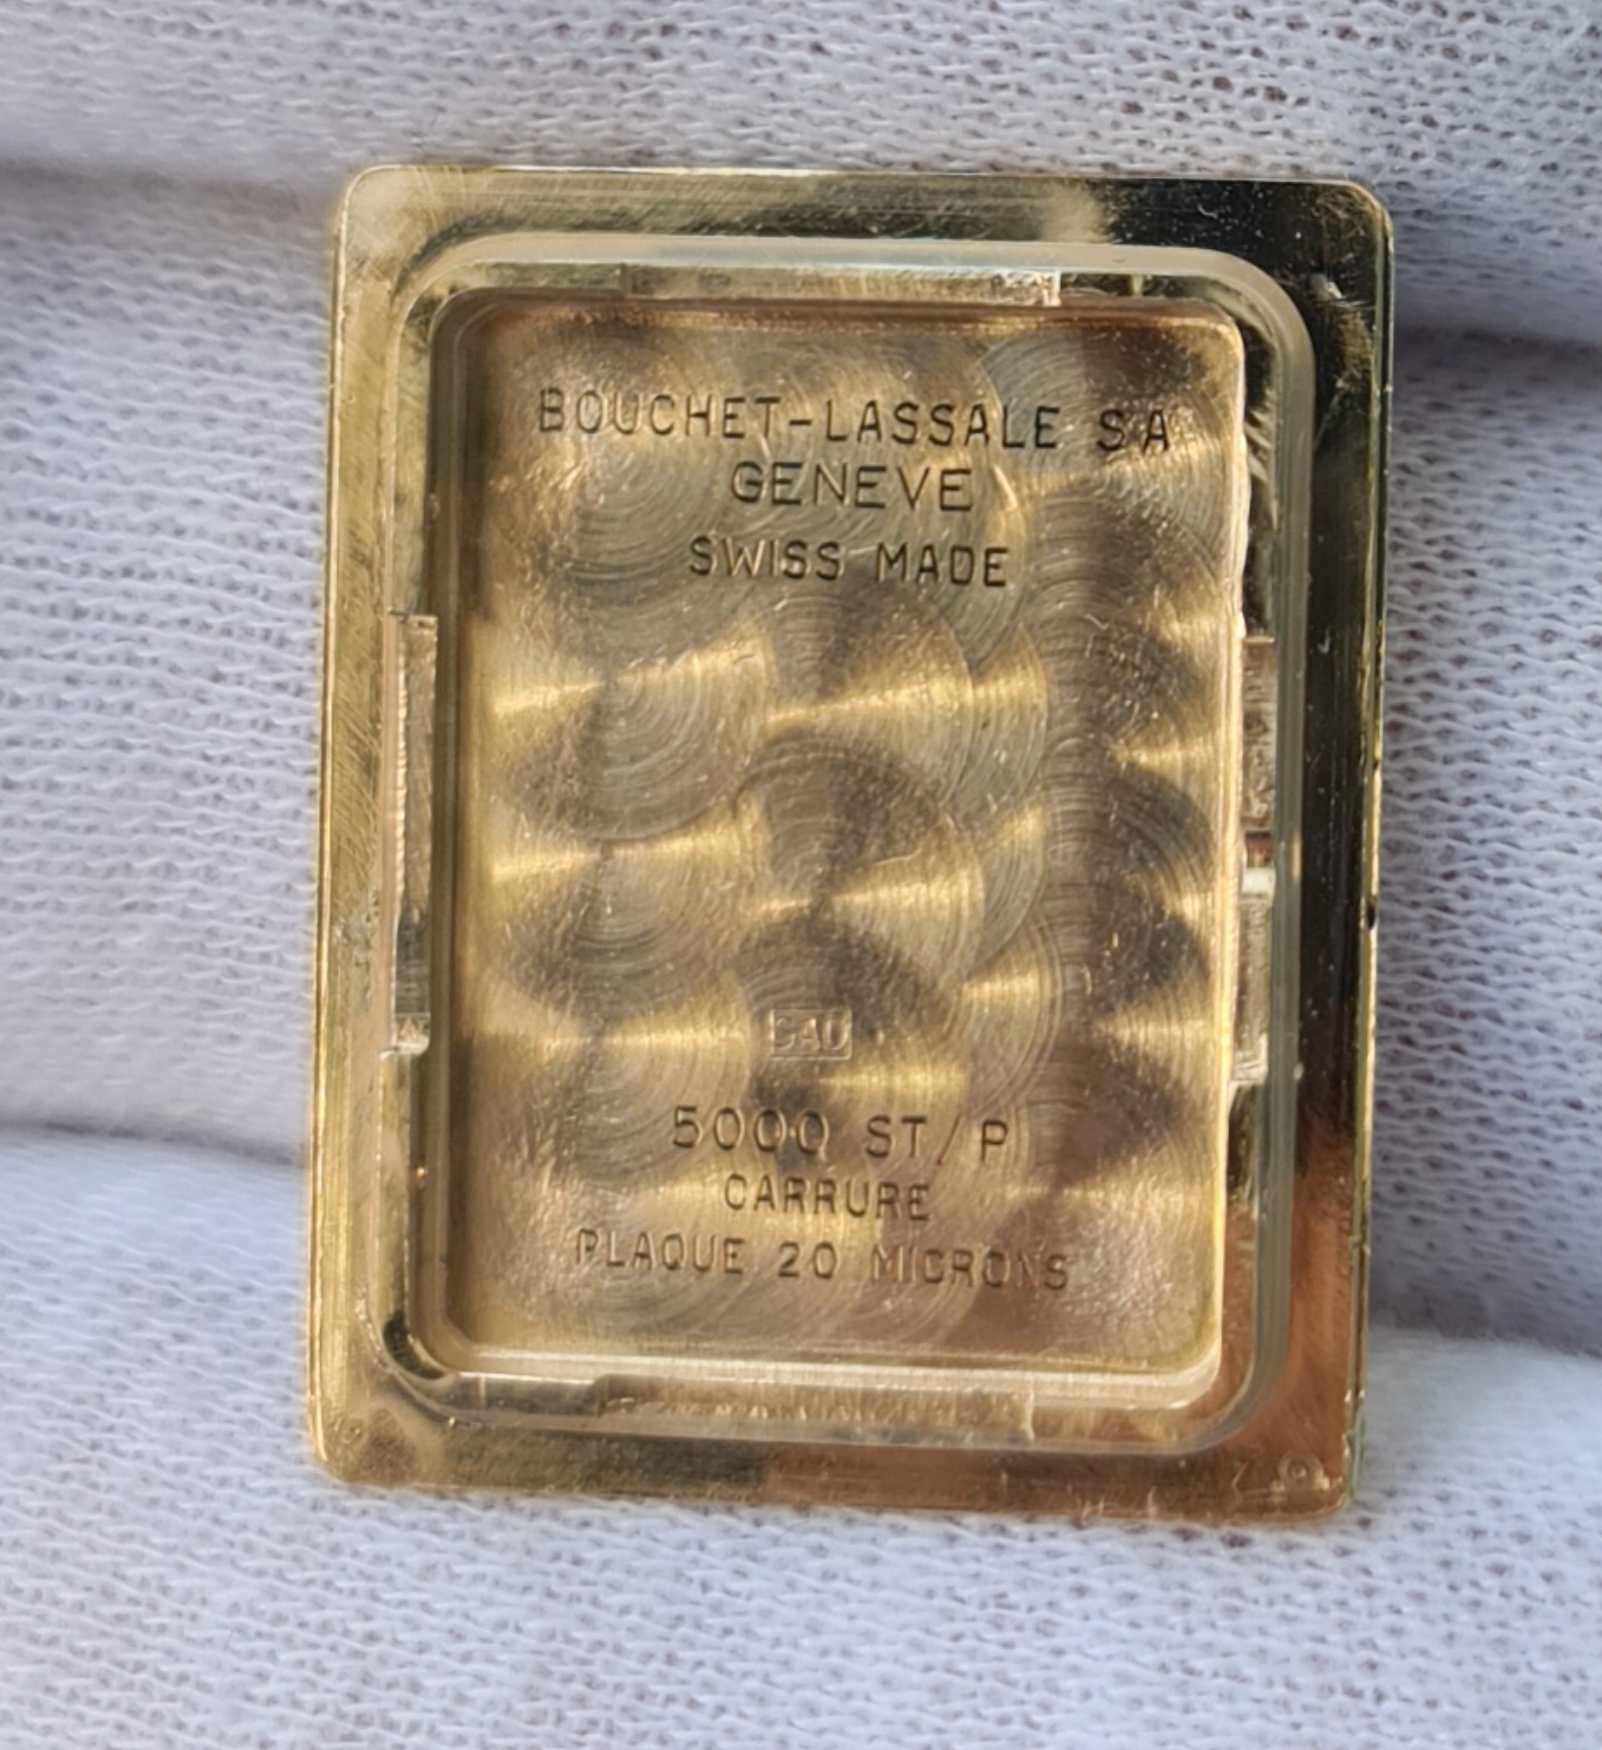 BOUCHET-LASSALE SA
GENEVE
SWISS MADE
5000 ST/P
CARRURE
PLAQUE 20 MICRONS